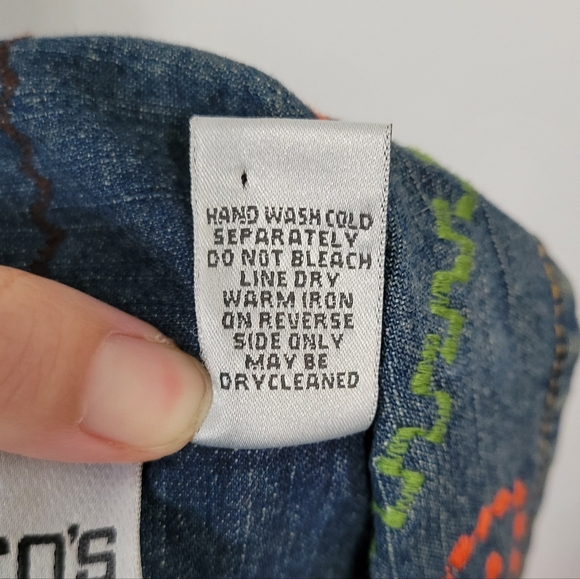 HAND WASH COLD
SEPARATELY
DO NOT BLEACH
LINE DRY
WARM IRON
ON REVERSE
SIDE ONLY
MAY BE
DRYCLEANED